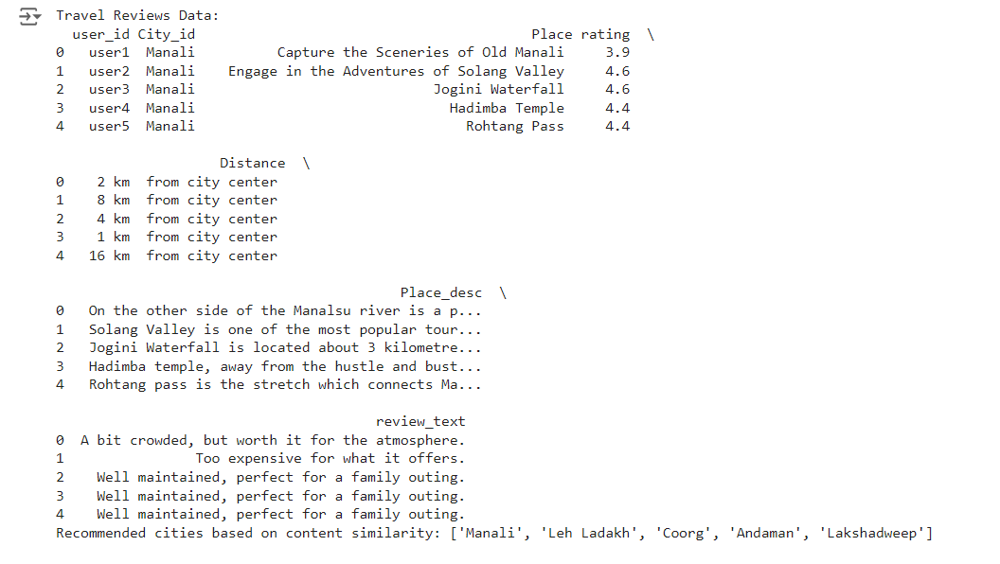 Travel Reviews Data:
user_id City_id Place rating \
0 user1 Manali Capture the Sceneries of Old Manali 3.9
1 user2 Manali Engage in the Adventures of Solang Valley 4.6
2 user3 Manali Jogini Waterfall 4.6
3 user4 Manali Hadimba Temple 4.4
4 user5 Manali Rohtang Pass 4.4
Distance \
0 2 km from city center
1 8 km from city center
2 4 km from city center
3 1 km from city center
4 16 km from city center
Place_desc \
0 On the other side of the Manalsu river is a p...
1 Solang Valley is one of the most popular tour...
2 Jogini Waterfall is located about 3 kilometre...
3 Hadimba temple, away from the hustle and bust...
4 Rohtang pass is the stretch which connects Ma...
review_text
0 A bit crowded, but worth it for the atmosphere.
1 Too expensive for what it offers.
2 Well maintained, perfect for a family outing.
3 Well maintained, perfect for a family outing.
4 Well maintained, perfect for a family outing.
Recommended cities based on content similarity: ['Manali', 'Leh Ladakh', 'Coorg', 'Andaman', 'Lakshadweep']